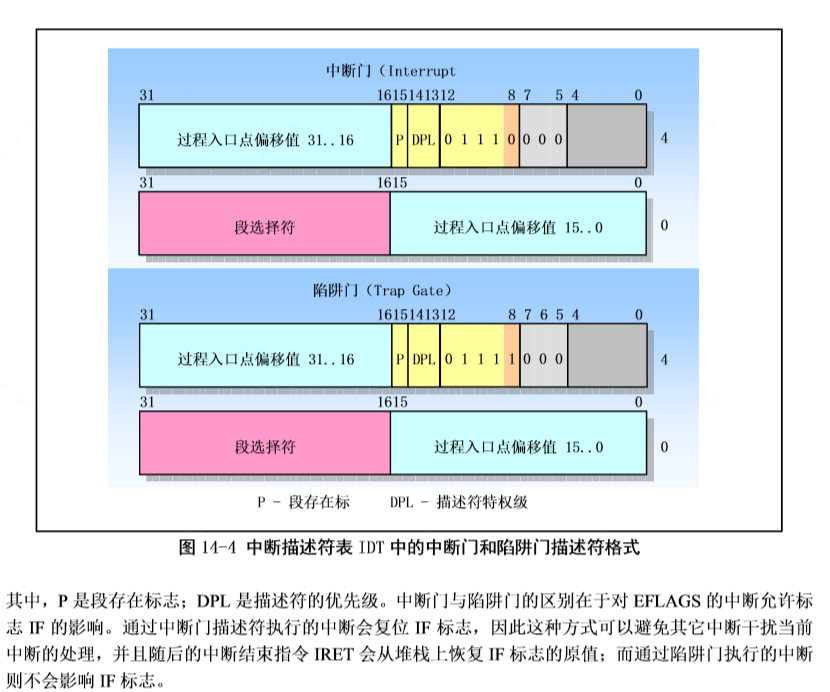 中断门（Interrupt
31 16 15 14 13 12 8 7 5 4 0
过程入口点偏移值 31..16 P DPL 0 1 1 1 0 0 0 0 4
31 16 15 0
段选择符 过程入口点偏移值 15..0 0
陷阱门（Trap Gate）
31 16 15 14 13 12 8 7 6 5 4 0
过程入口点偏移值 31..16 P DPL 0 1 1 1 1 0 0 0 4
31 16 15 0
段选择符 过程入口点偏移值 15..0 0
P - 段存在标 DPL - 描述符特权级
图 14-4 中断描述符表 IDT 中的中断门和陷阱门描述符格式
其中，P 是段存在标志；DPL 是描述符的优先级。中断门与陷阱门的区别在于对 EFLAGS 的中断允许标
志 IF 的影响。通过中断门描述符执行的中断会复位 IF 标志，因此这种方式可以避免其它中断干扰当前
中断的处理，并且随后的中断结束指令 IRET 会从堆栈上恢复 IF 标志的原值；而通过陷阱门执行的中断
则不会影响 IF 标志。